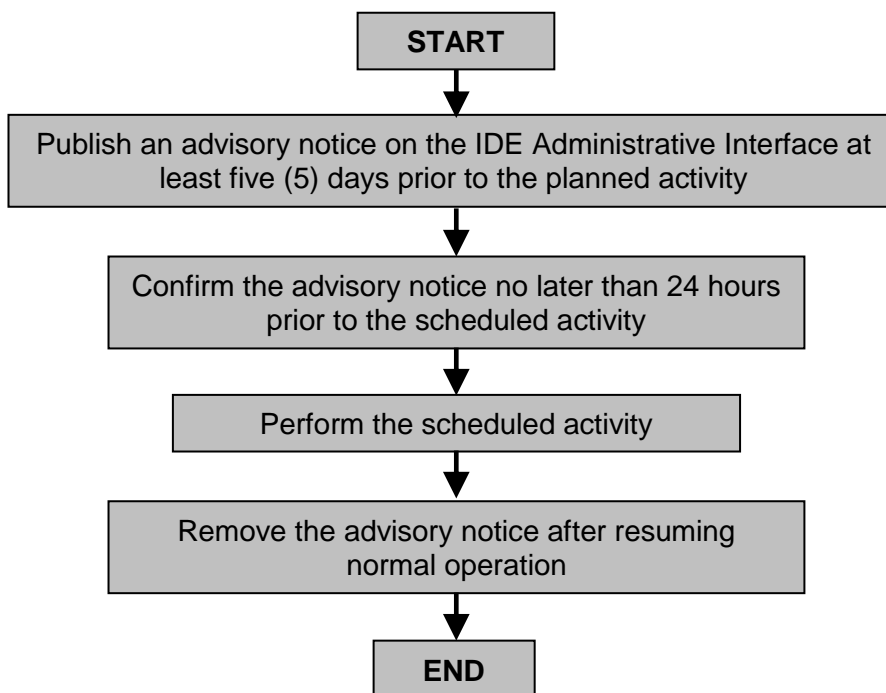 START
Publish an advisory notice on the IDE Administrative Interface at
least five (5) days prior to the planned activity
Confirm the advisory notice no later than 24 hours
prior to the scheduled activity
Perform the scheduled activity
Remove the advisory notice after resuming
normal operation
END